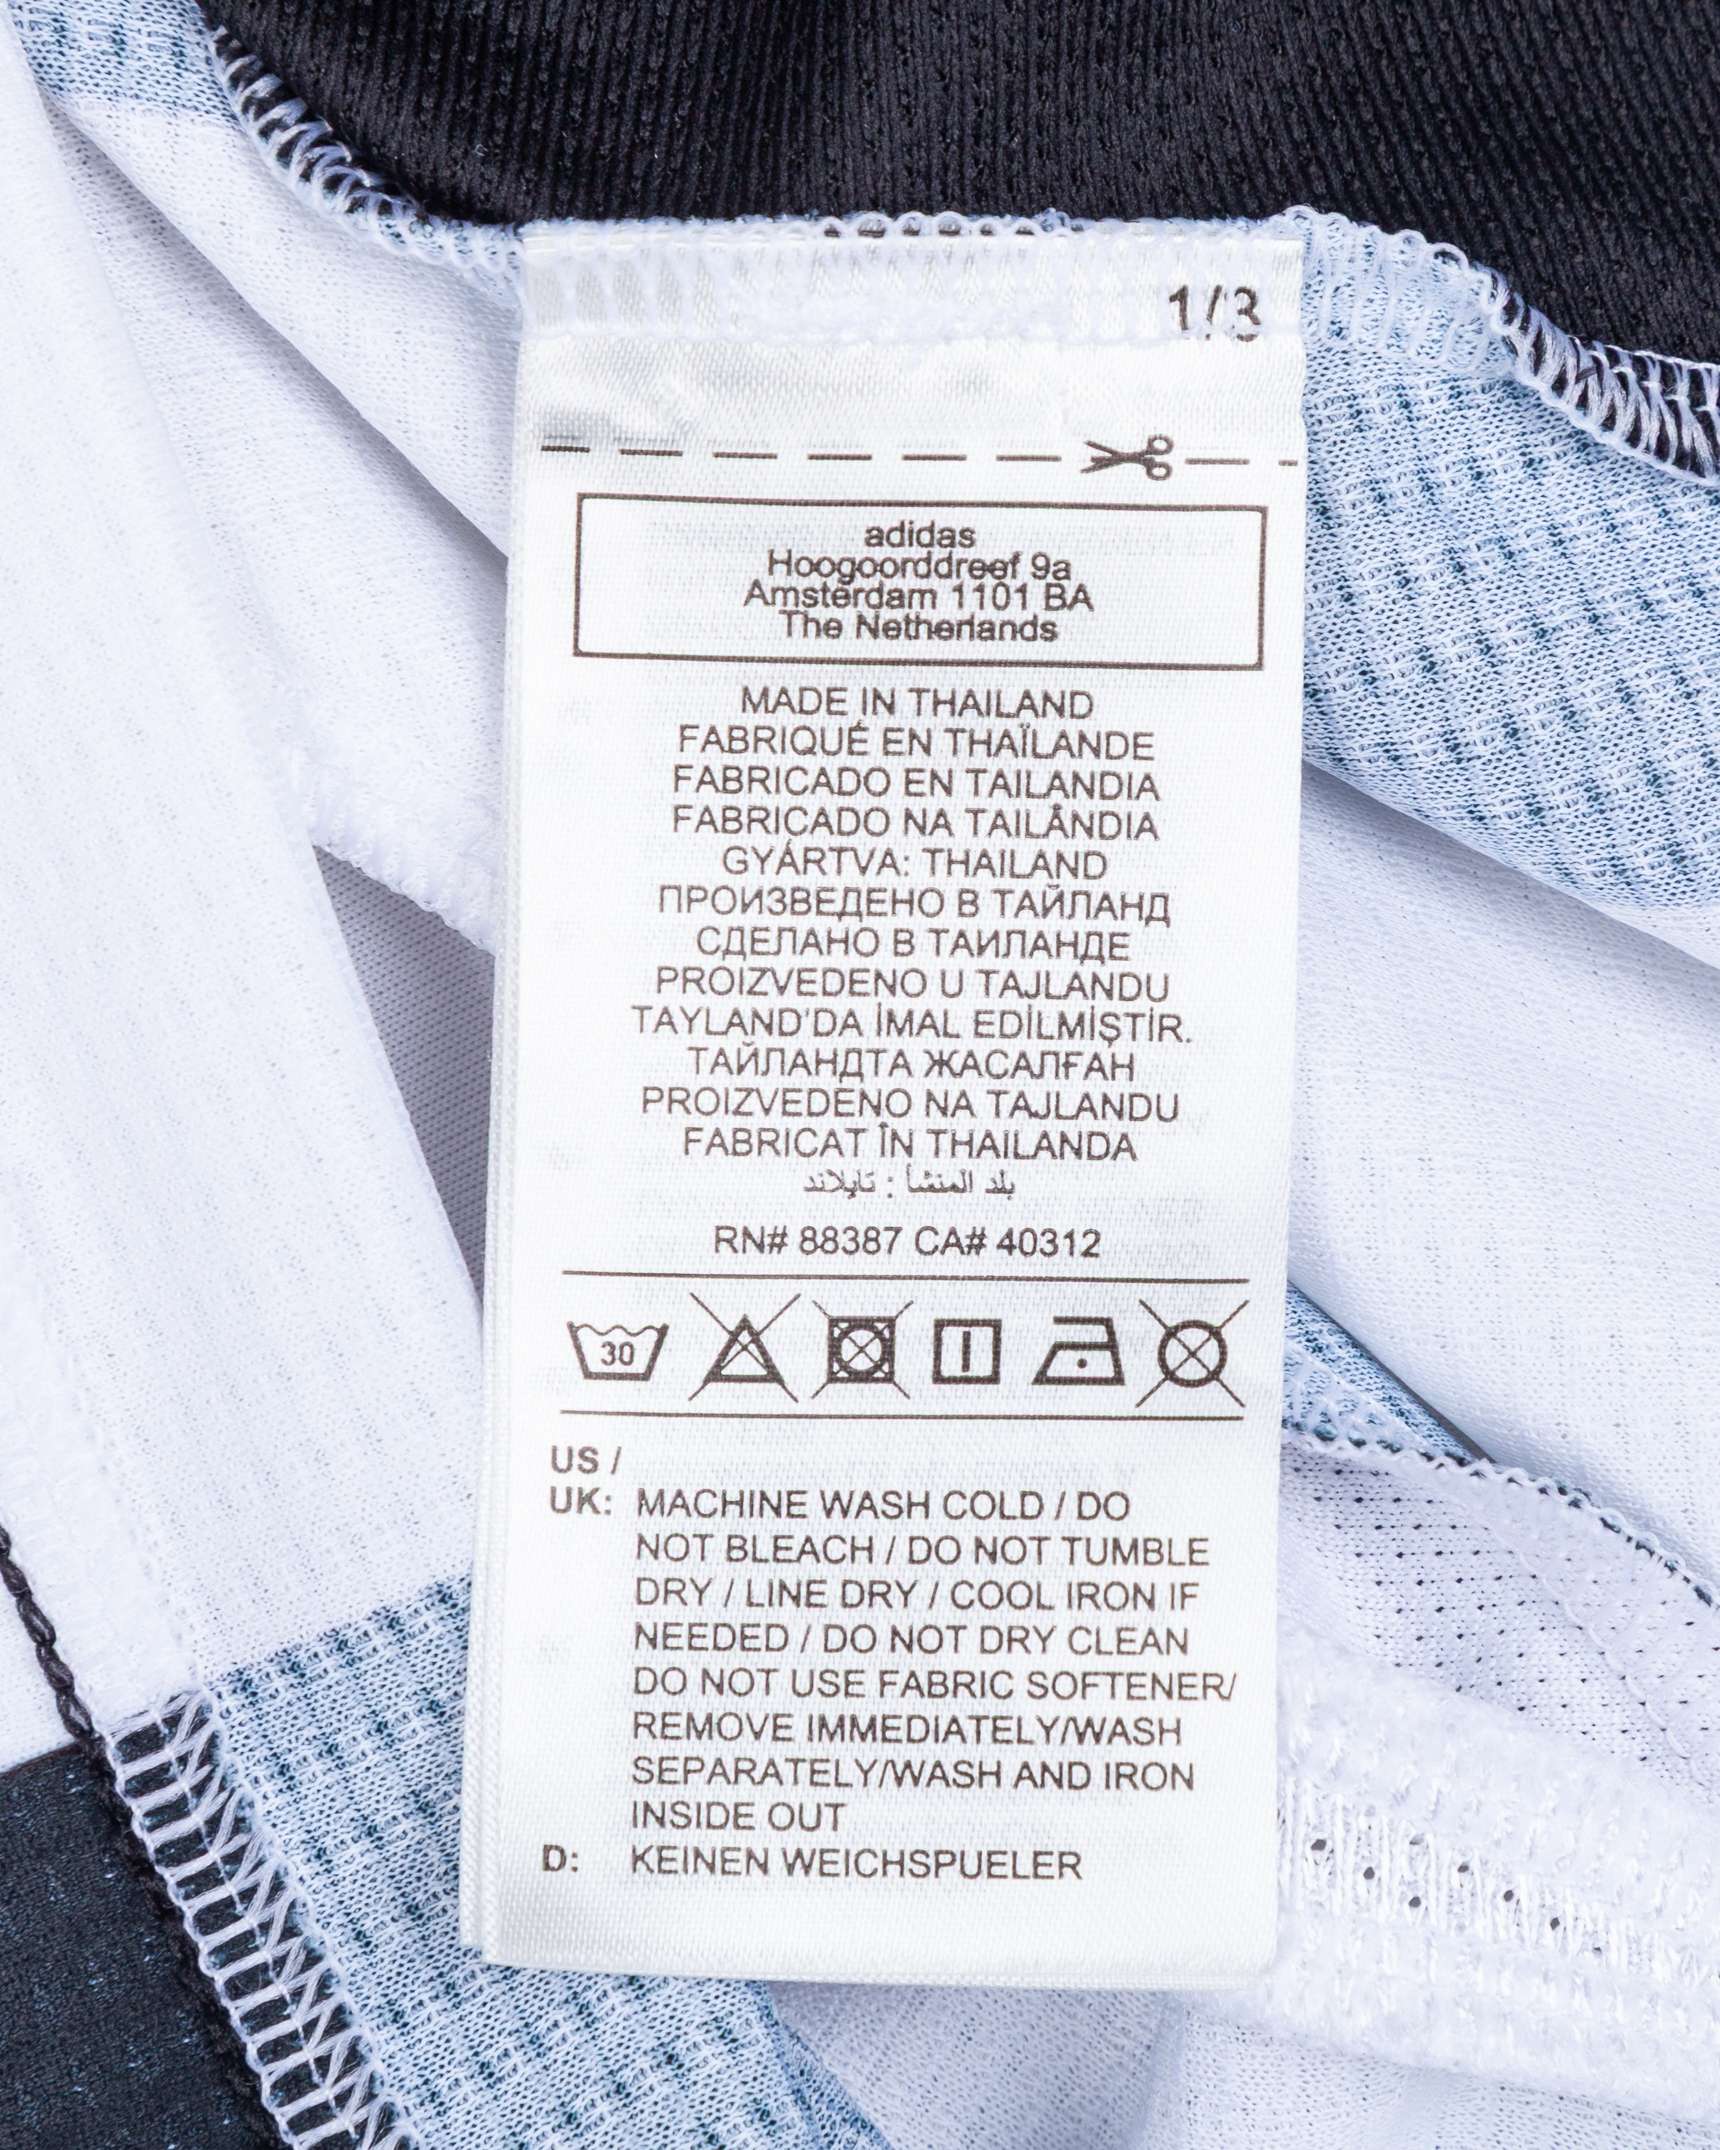 1/3
adidas
Hoogoorddreef 9a
Amsterdam 1101 BA
The Netherlands
MADE IN THAILAND
FABRIQUÉ EN THAÏLANDE
FABRICADO EN TAILANDIA
FABRICADO NA TAILÂNDIA
GYÁRTVA: THAILAND
ПРОИЗВЕДЕНО В ТАЙЛАНД
СДЕЛАНО В ТАИЛАНДЕ
PROIZVEDENO U TAJLANDU
TAYLAND'DA İMAL EDİLMİŞTİR.
ТАЙЛАНДТА ЖАСАЛҒАН
PROIZVEDENO NA TAJLANDU
FABRICAT ÎN THAILANDA
بلد المنشأ : تايلاند
RN# 88387 CA# 40312
30
US /
UK: MACHINE WASH COLD / DO
NOT BLEACH / DO NOT TUMBLE
DRY / LINE DRY / COOL IRON IF
NEEDED / DO NOT DRY CLEAN
DO NOT USE FABRIC SOFTENER/
REMOVE IMMEDIATELY/WASH
SEPARATELY/WASH AND IRON
INSIDE OUT
D: KEINEN WEICHSPUELER